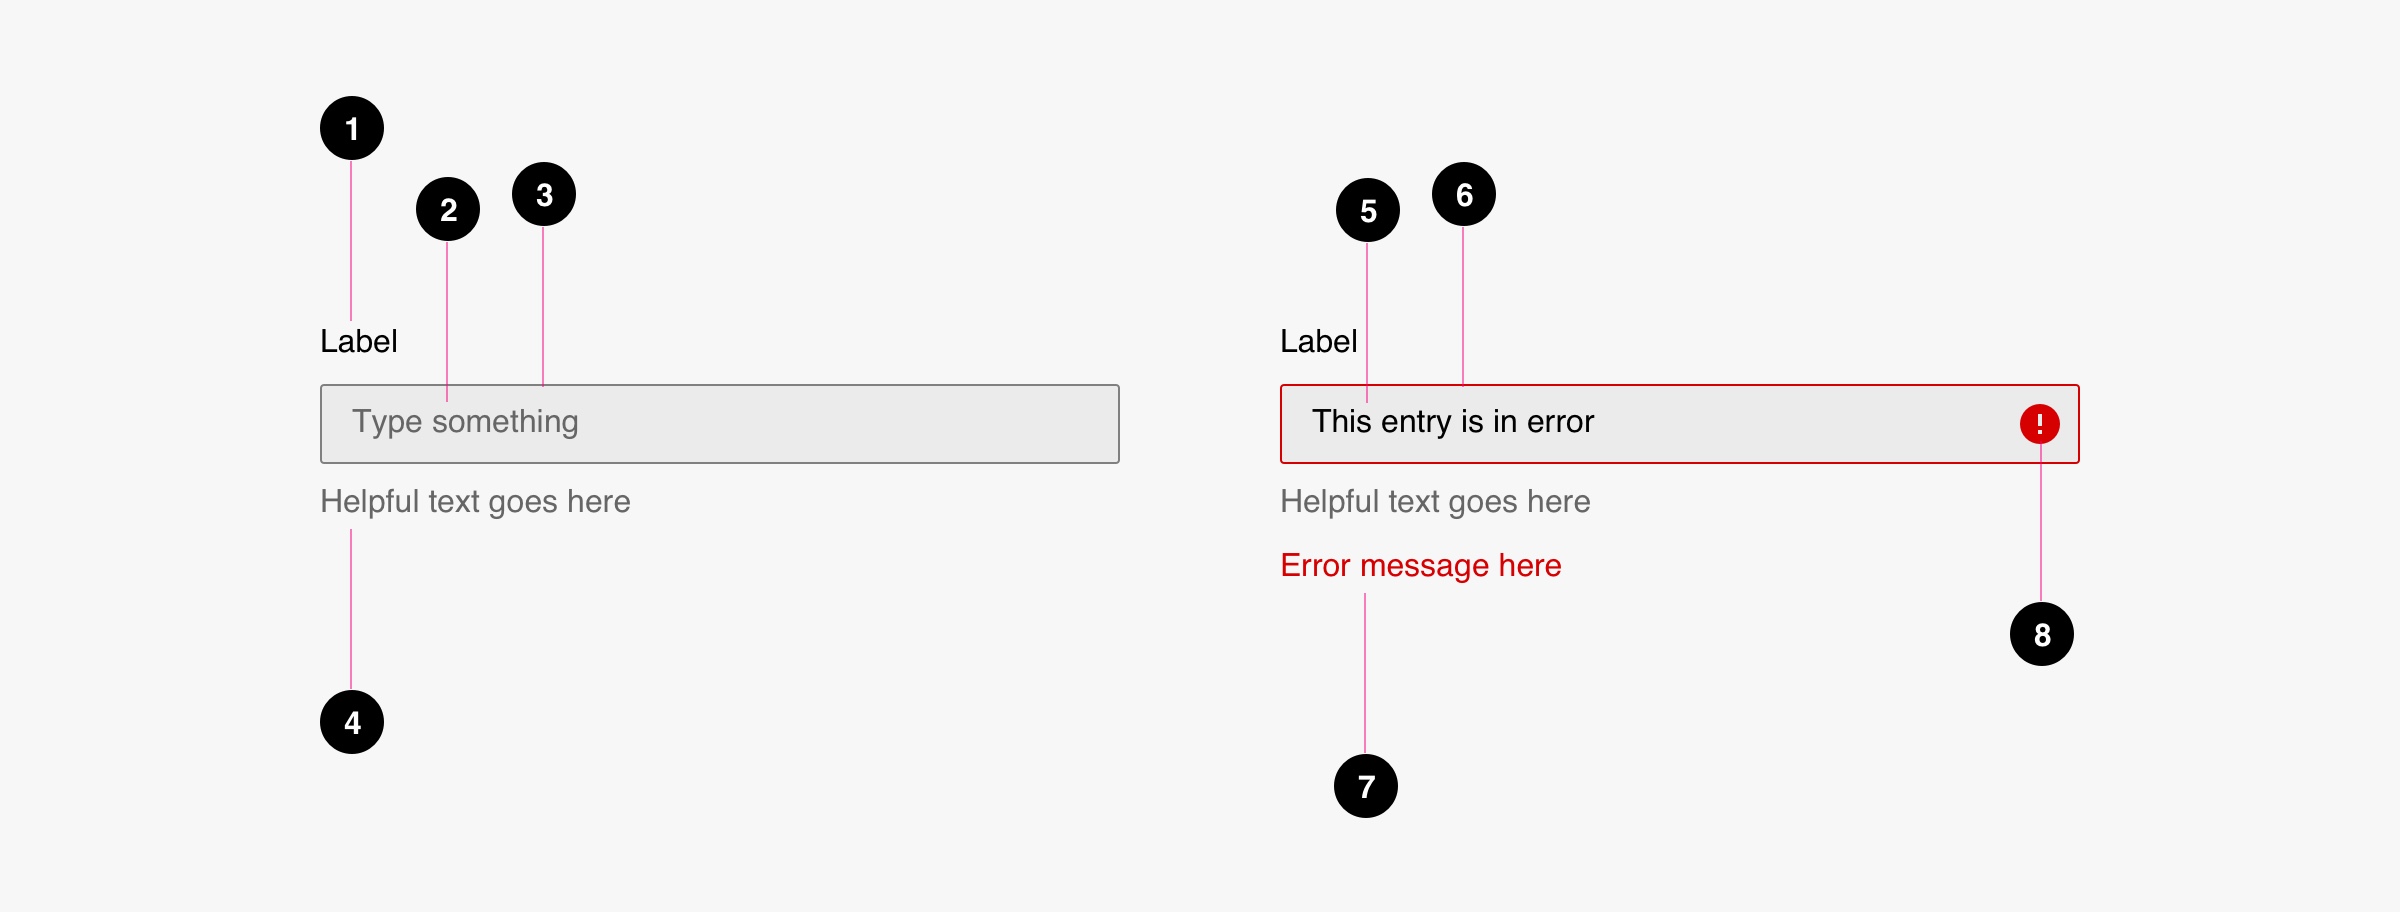 1
2
3
Label
Type something
Helpful text goes here
4
5
6
Label
This entry is in error
!
Helpful text goes here
Error message here
7
8